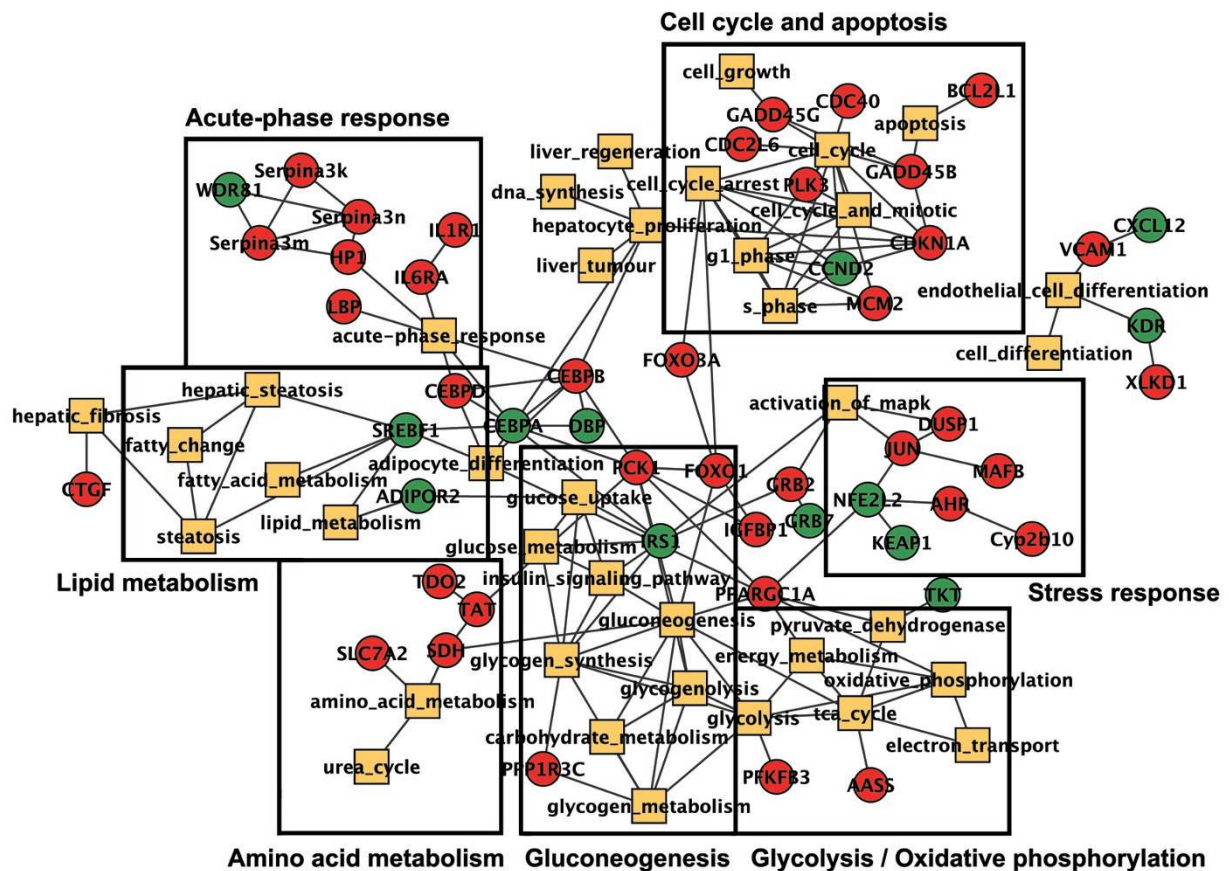 Cell cycle and apoptosis
cell_growth
BCL2L1
GADD45G
CDC40
apoptosis
Acute-phase response
CDC2L6
cell_cycle
liver_regeneration
GADD45B
Serpina3k
WDR81
dna_synthesis
cell_cycle_arrest
PLK3
Serpina3n
cell_cycle_and_mitotic
hepatocyte_proliferation
CXCL12
IL1R1
Serpina3m
CDKN1A
VCAM1
HP1
g1_phase
liver_tumour
CCND2
IL6RA
endothelial_cell_differentiation
LBP
s_phase
MCM2
KDR
acute-phase_response
FOXO3A
cell_differentiation
CEBPB
XLKD1
hepatic_steatosis
CEBPD
activation_of_mapk
hepatic_fibrosis
DUSP1
SREBF1
CEBPA
DBP
fatty_change
JUN
adipocyte_differentiation
PCK1
FOXO1
MAFB
CTGF
fatty_acid_metabolism
GRB2
ADIPOR2
glucose_uptake
NFE2L2
AHR
lipid_metabolism
IGFBP1
GRB7
steatosis
glucose_metabolism
IRS1
KEAP1
Cyp2b10
Lipid metabolism
TDO2
insulin_signaling_pathway
PPARGC1A
TKT
Stress response
TAT
gluconeogenesis
pyruvate_dehydrogenase
SLC7A2
SDH
glycogen_synthesis
energy_metabolism
oxidative_phosphorylation
amino_acid_metabolism
glycogenolysis
glycolysis
tca_cycle
carbohydrate_metabolism
electron_transport
urea_cycle
PPP1R3C
PFKFB3
AASS
glycogen_metabolism
Amino acid metabolism
Gluconeogenesis
Glycolysis / Oxidative phosphorylation